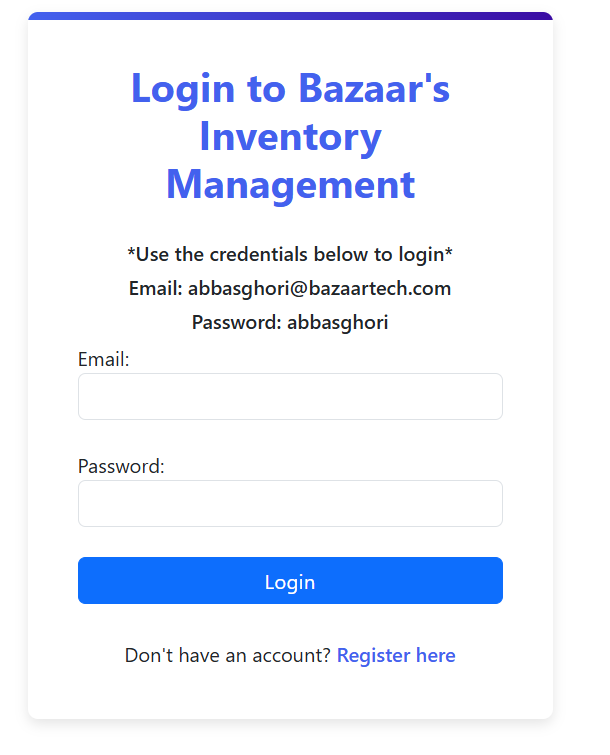 Login to Bazaar's
Inventory
Management
*Use the credentials below to login*
Email: abbasghori@bazaartech.com
Password: abbasghori
Email:
Password:
Login
Don't have an account? Register here